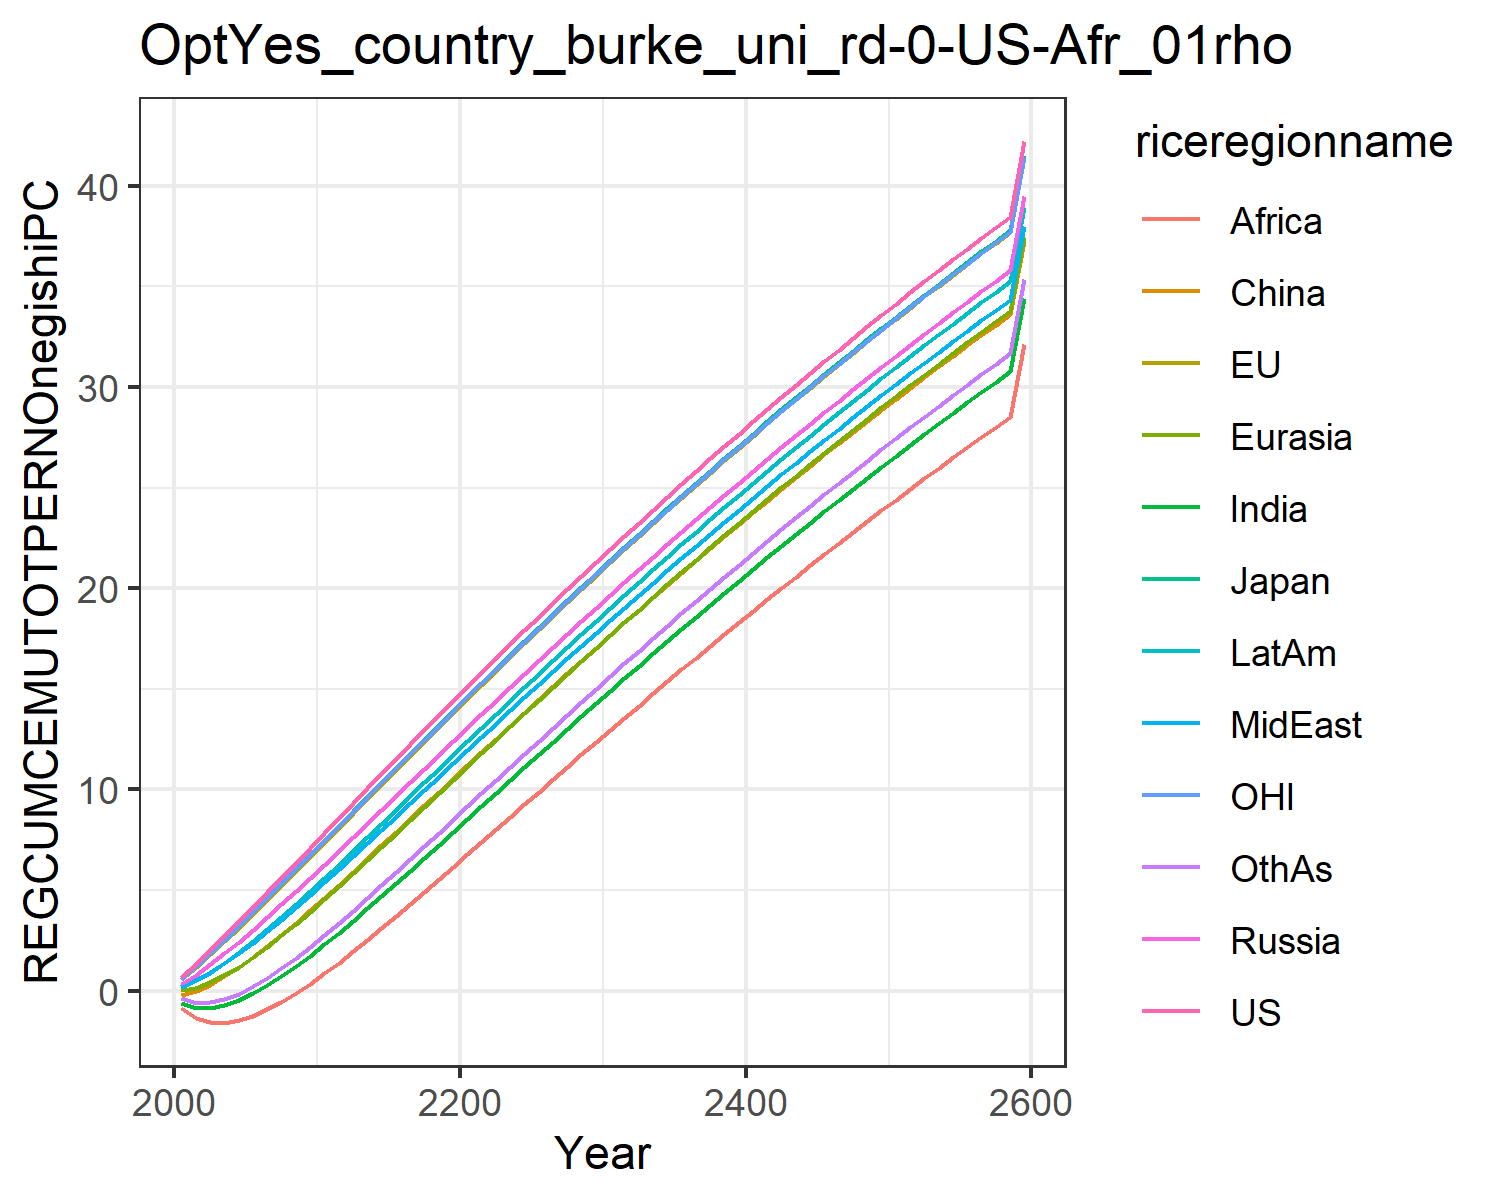 OptYes_country_burke_uni_rd-0-US-Afr_01rho
REGCUMCEMUTOTPERNOnegishiPC
40
30
20
10
0
2000
2200
2400
2600
Year
riceregionname
Africa
China
EU
Eurasia
India
Japan
LatAm
MidEast
OHI
OthAs
Russia
US